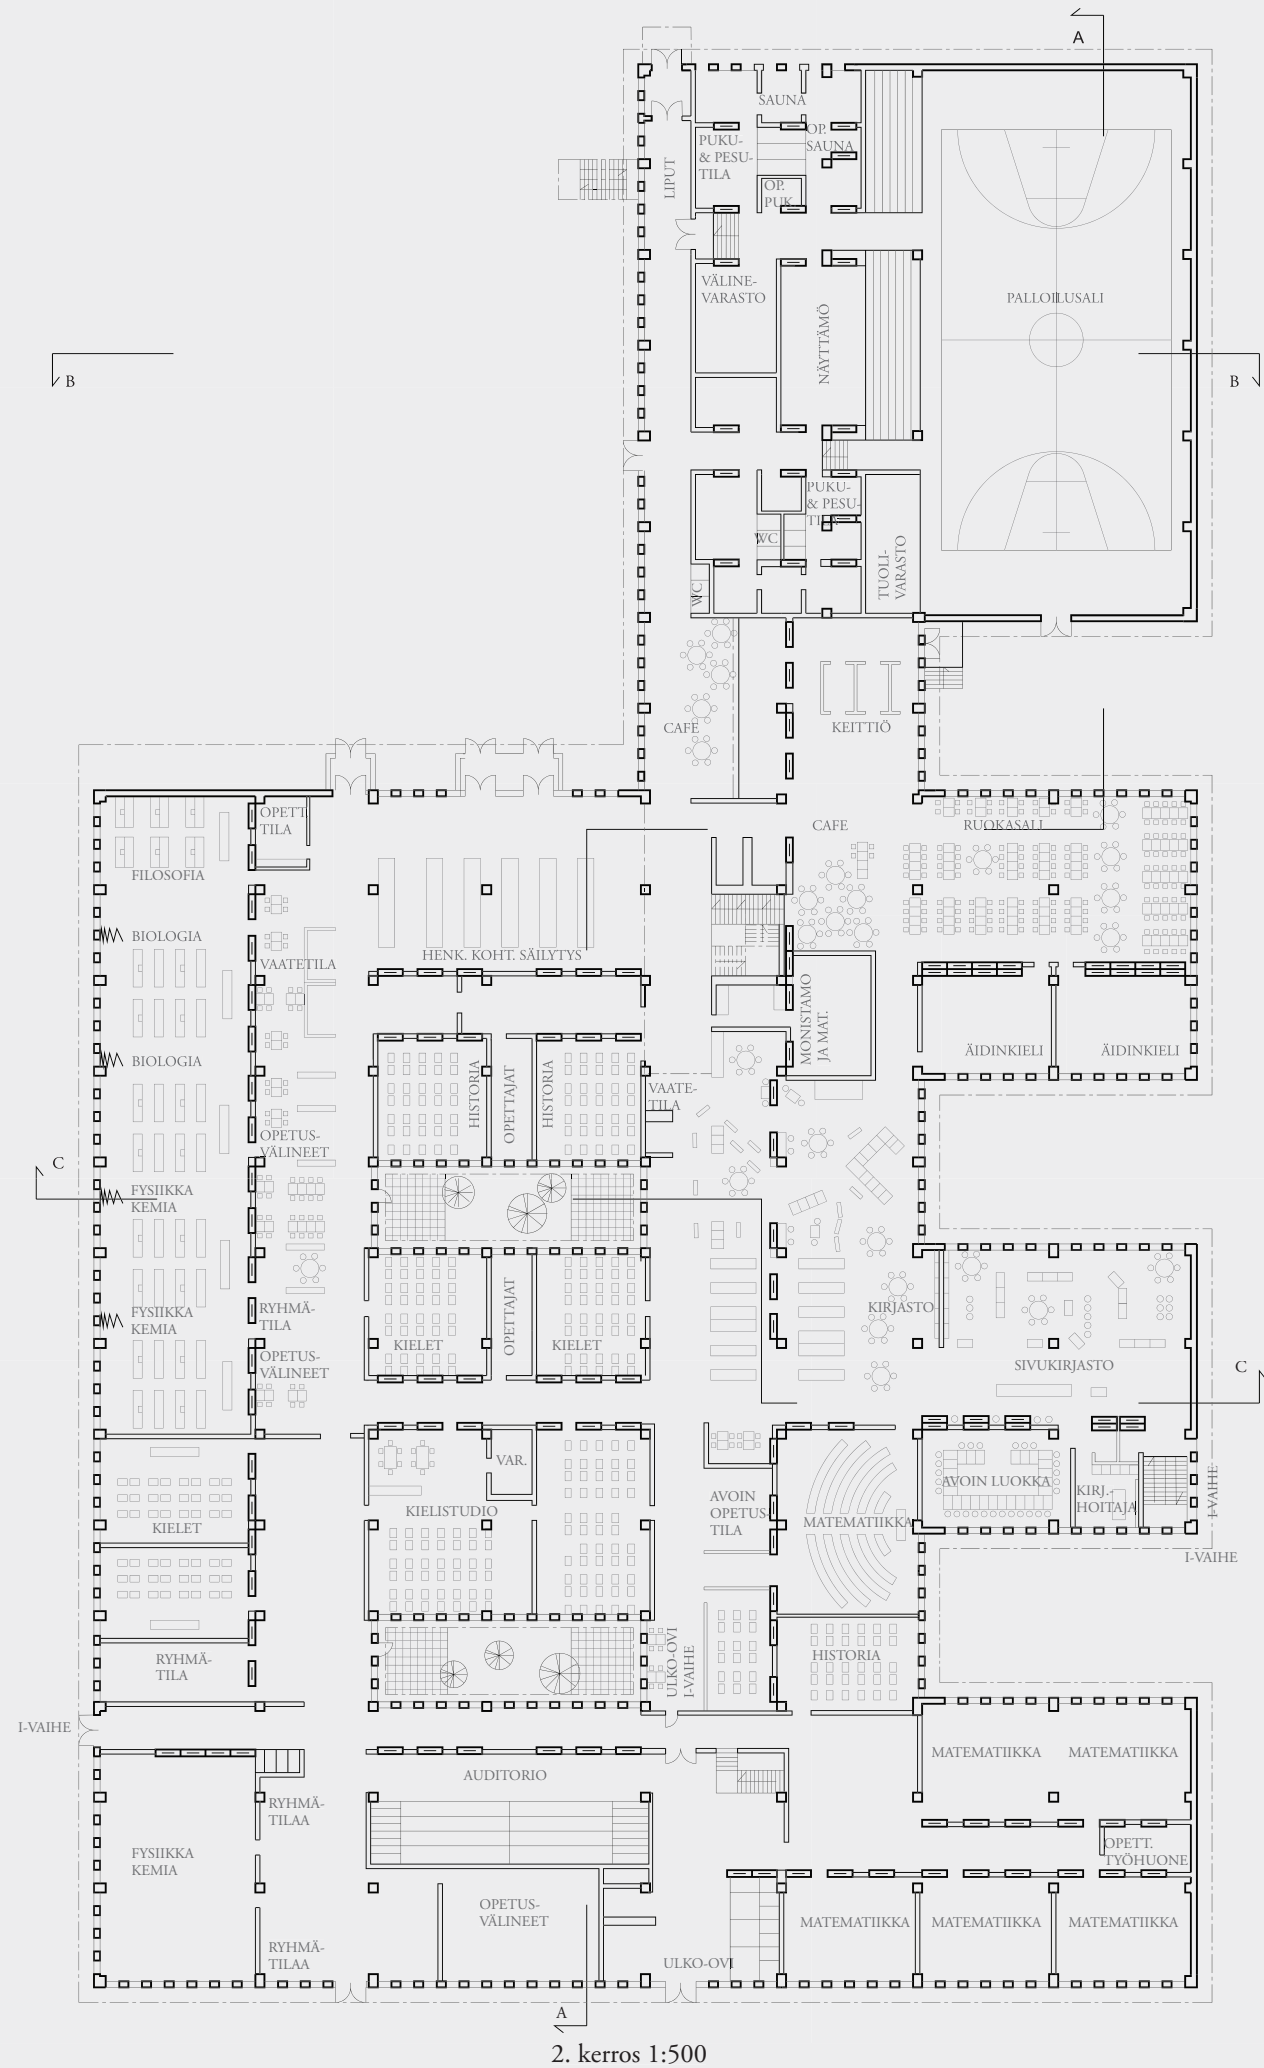 A
SAUNA
OP.
SAUNA
PUKU-
& PESU-
TILA
LIPUT
OP.
PUK.
VÄLINE-
VARASTO
PALLOILUSALI
NÄYTTÄMÖ
B
B
PUKU-
& PESU-
TILA
WC
TUOLI-
VARASTO
WC
CAFE
KEITTIÖ
OPETT.
TILA
CAFE
RUOKASALI
FILOSOFIA
BIOLOGIA
HENK. KOHT. SÄILYTYS
VAATETILA
MONISTAMO
JA MAT.
ÄIDINKIELI
ÄIDINKIELI
BIOLOGIA
HISTORIA
OPETTAJAT
HISTORIA
VAATE-
TILA
OPETUS-
VÄLINEET
C
FYSIIKKA
KEMIA
RYHMÄ-
TILA
FYSIIKKA
KEMIA
OPETTAJAT
KIRJASTO
KIELET
KIELET
OPETUS-
VÄLINEET
SIVUKIRJASTO
C
VAR.
AVOIN LUOKKA
KIRJ.-
HOITAJA
I-VAIHE
AVOIN
OPETUS-
TILA
KIELISTUDIO
MATEMATIIKKA
KIELET
I-VAIHE
RYHMÄ-
TILA
ULKO-OVI
I-VAIHE
HISTORIA
I-VAIHE
MATEMATIIKKA
MATEMATIIKKA
AUDITORIO
RYHMÄ-
TILAA
FYSIIKKA
KEMIA
OPETT.
TYÖHUONE
OPETUS-
VÄLINEET
MATEMATIIKKA
MATEMATIIKKA
MATEMATIIKKA
RYHMÄ-
TILAA
ULKO-OVI
A
2. kerros 1:500